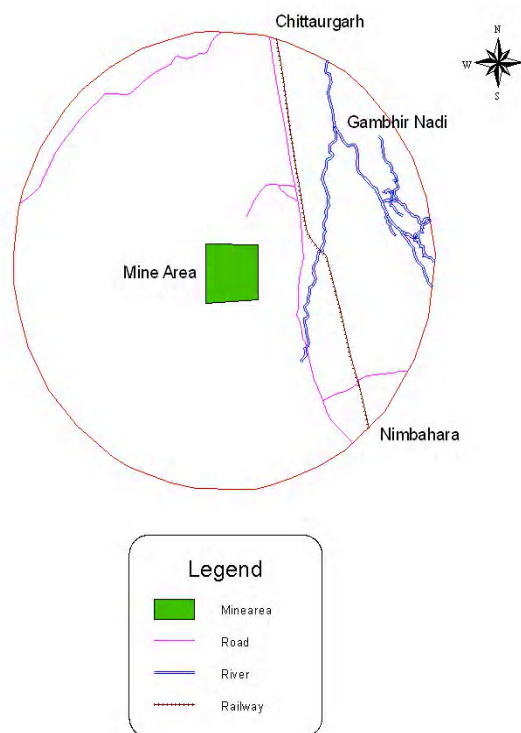 Chittaurgarh
N
W
S
Gambhir Nadi
Mine Area
Nimbahara
Legend
Minearea
Road
River
Railway